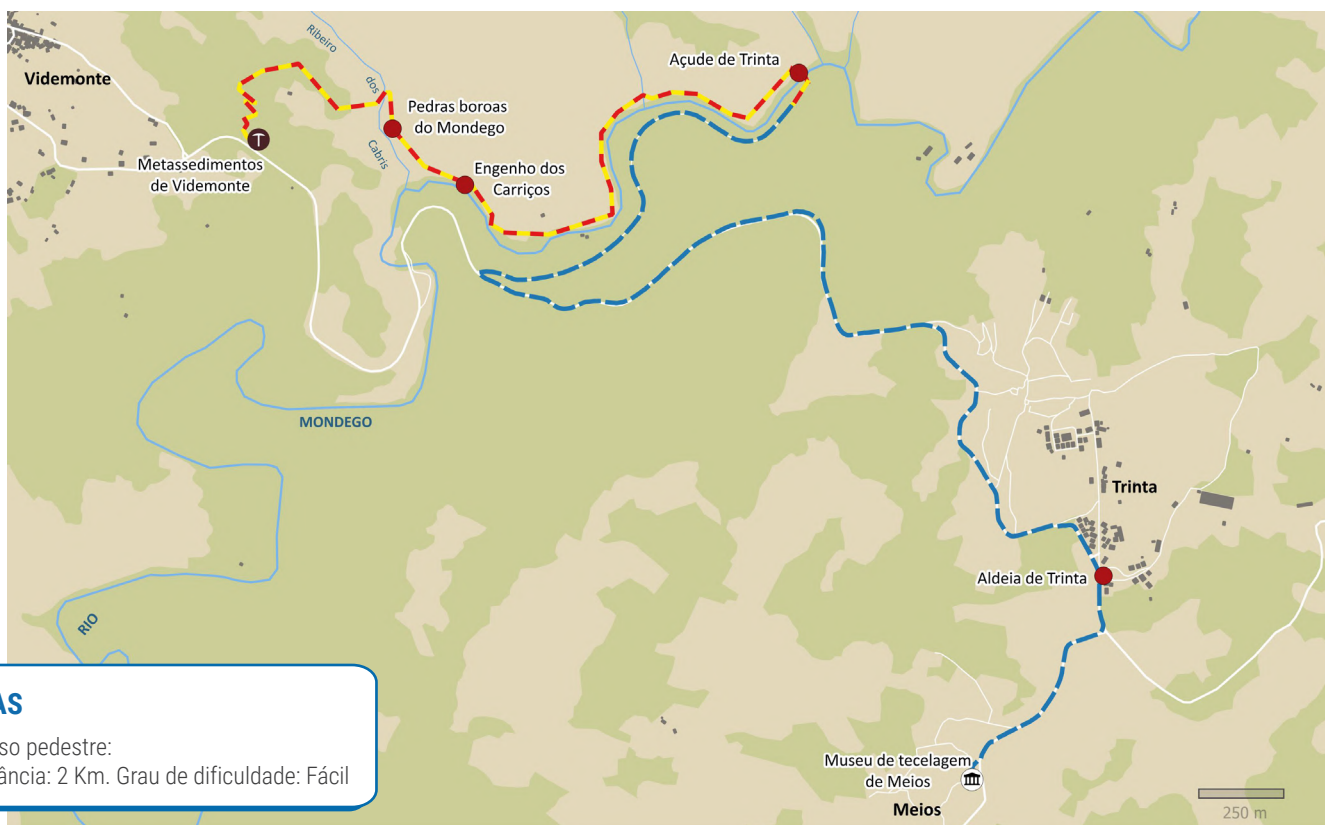 Videmonte
Ribeiro
dos
Cabris
Açude de Trinta
Pedras boroas
do Mondego
Metassedimentos
de Videmonte
Engenho dos
Carriços
MONDEGO
RIO
Trinta
Aldeia de Trinta
Museu de tecelagem
de Meios
Meios
250 m
AS
so pedestre:
ância: 2 Km. Grau de dificuldade: Fácil